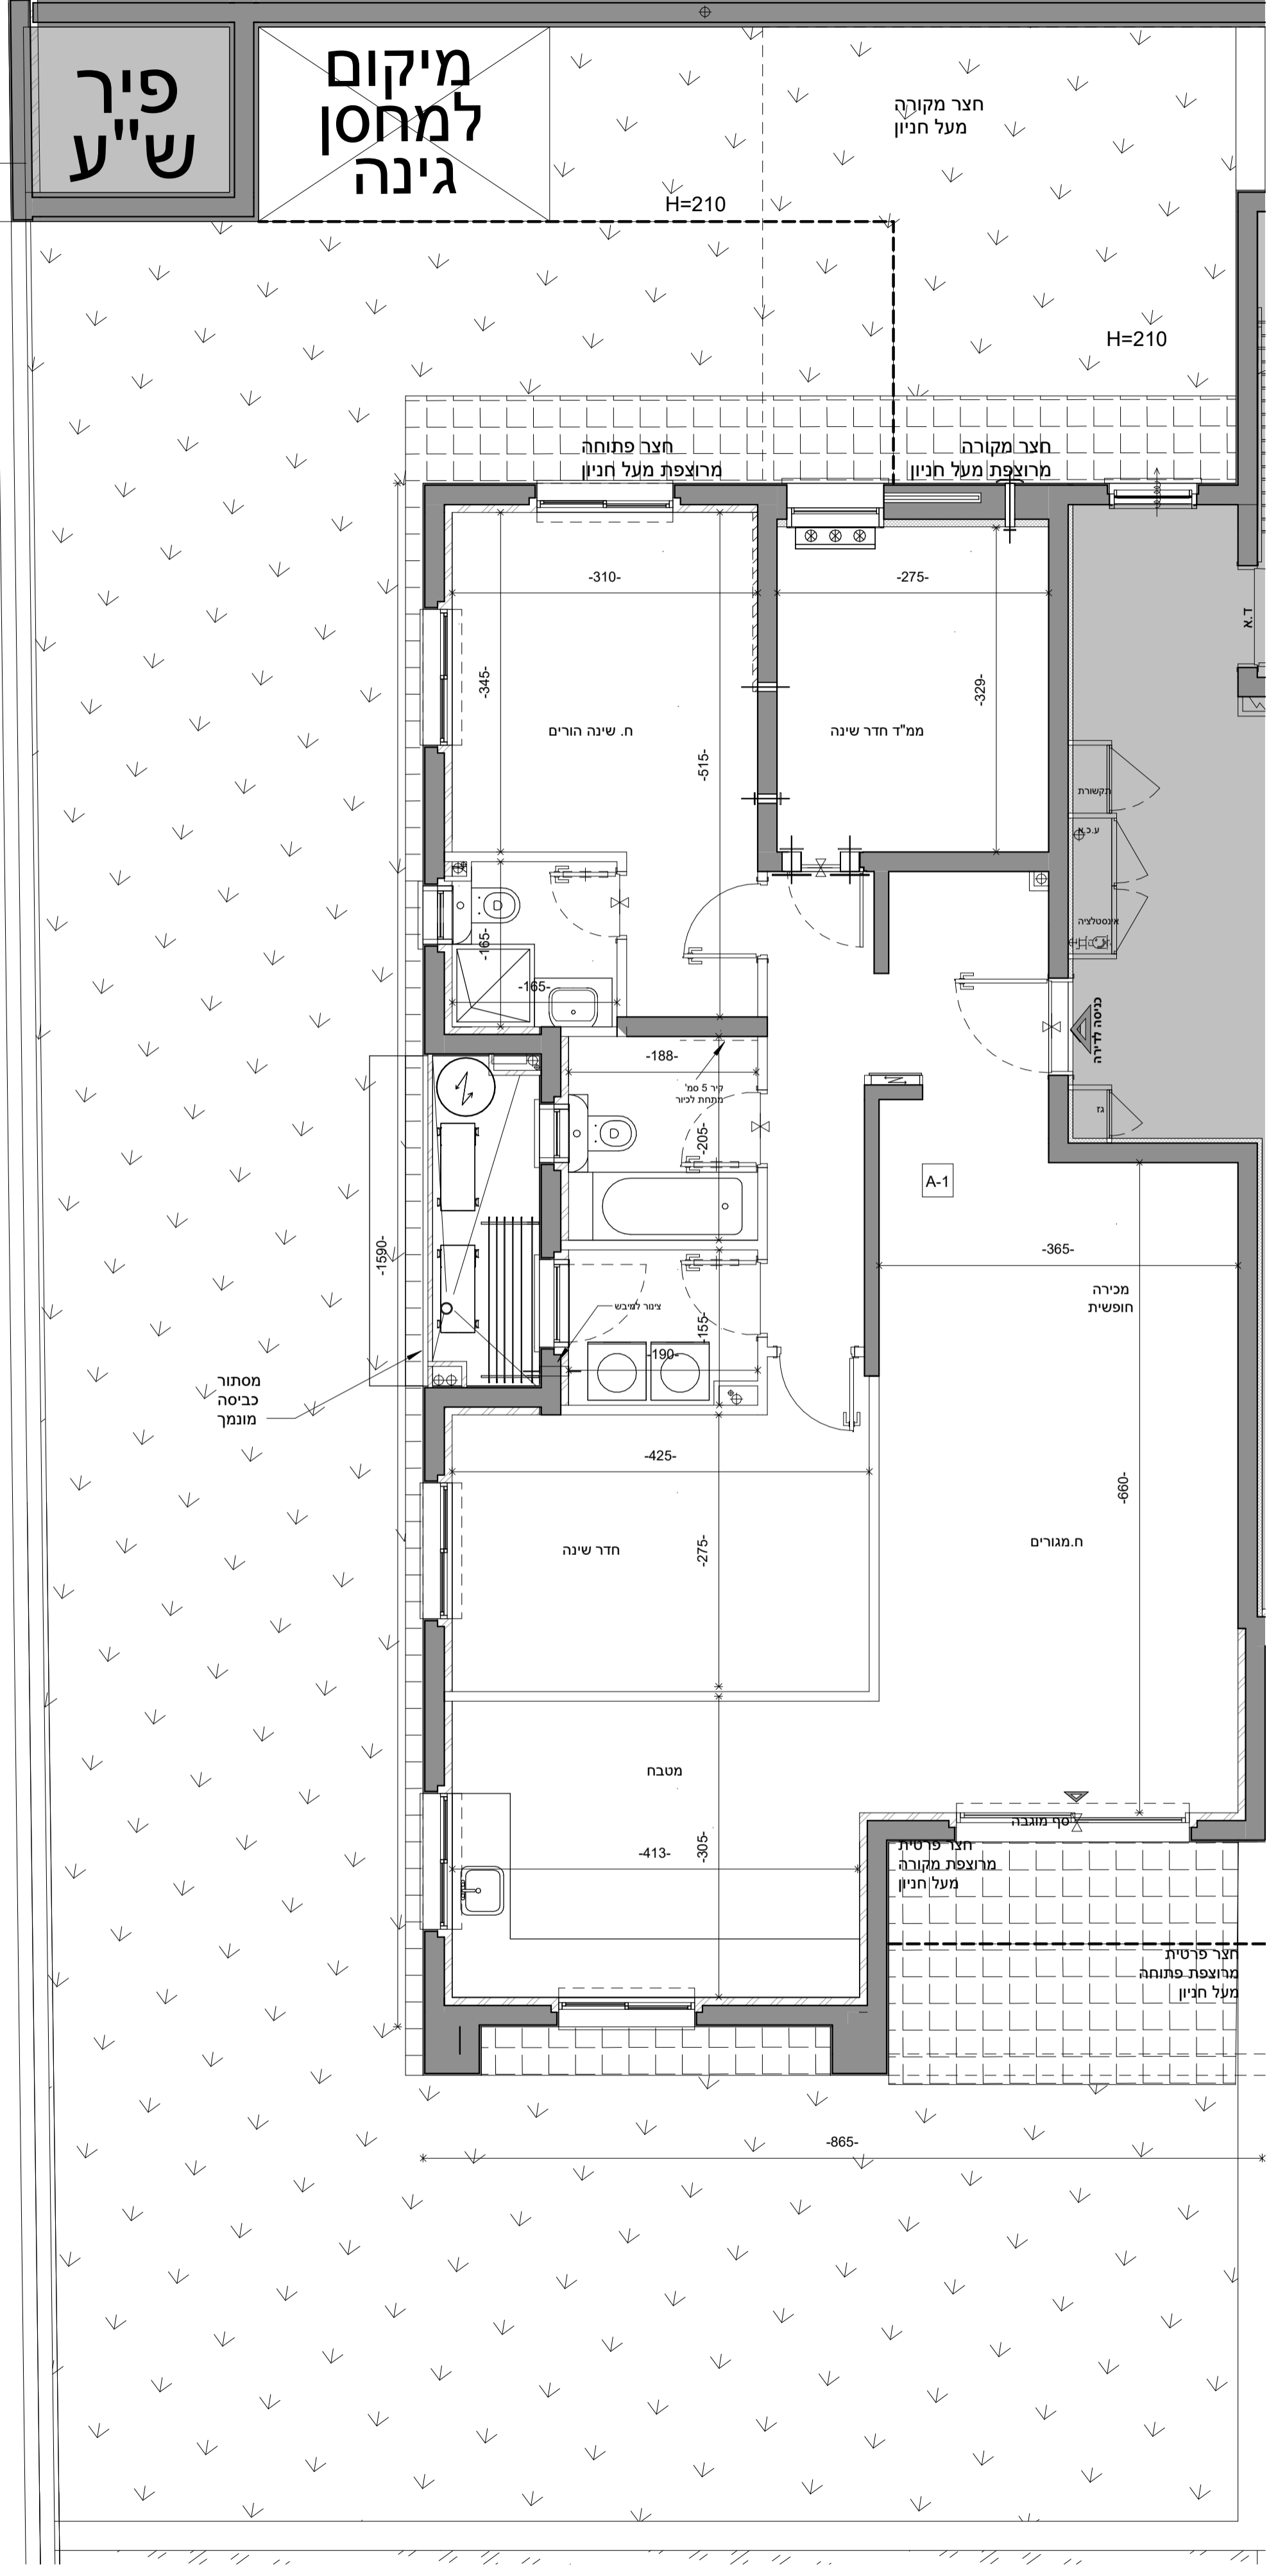 פיר
ש"ע
מיקום
למחסן
גינה
חצר מקורה
מעל חניון
H=210
H=210
חצר פתוחה
מרוצפת מעל חניון
חצר מקורה
מרוצפת מעל חניון
-310-
-275-
ד.א
-345-
-329-
ח. שינה הורים
ממ"ד חדר שינה
-515-
תקשורת
ע.כ.א
אינסטלציה
-165-
-165-
כניסה לדירה
-188-
קיר 5 סמ'
מתחת לכיור
גז
-205-
A-1
-1590-
-365-
מכירה
חופשית
צינור למיבש
-155-
-190-
מסתור
כביסה
מונמך
-425-
-660-
-275-
חדר שינה
ח.מגורים
מטבח
סף מוגבה
-413-
-305-
חצר פרטית
מרוצפת מקורה
מעל חניון
חצר פרטית
מרוצפת פתוחה
מעל חניון
-865-